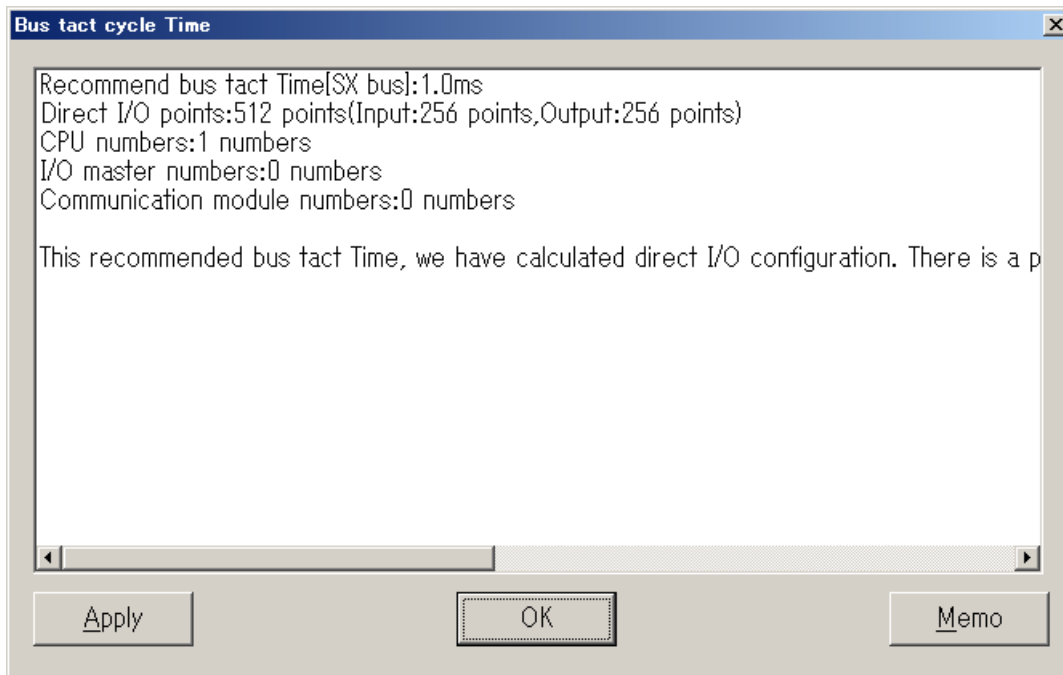 Bus tact cycle Time
Recommend bus tact Time[SX bus]:1.0ms
Direct I/O points:512 points(Input:256 points,Output:256 points)
CPU numbers:1 numbers
I/O master numbers:0 numbers
Communication module numbers:0 numbers
This recommended bus tact Time, we have calculated direct I/O configuration. There is a p
Apply
OK
Memo